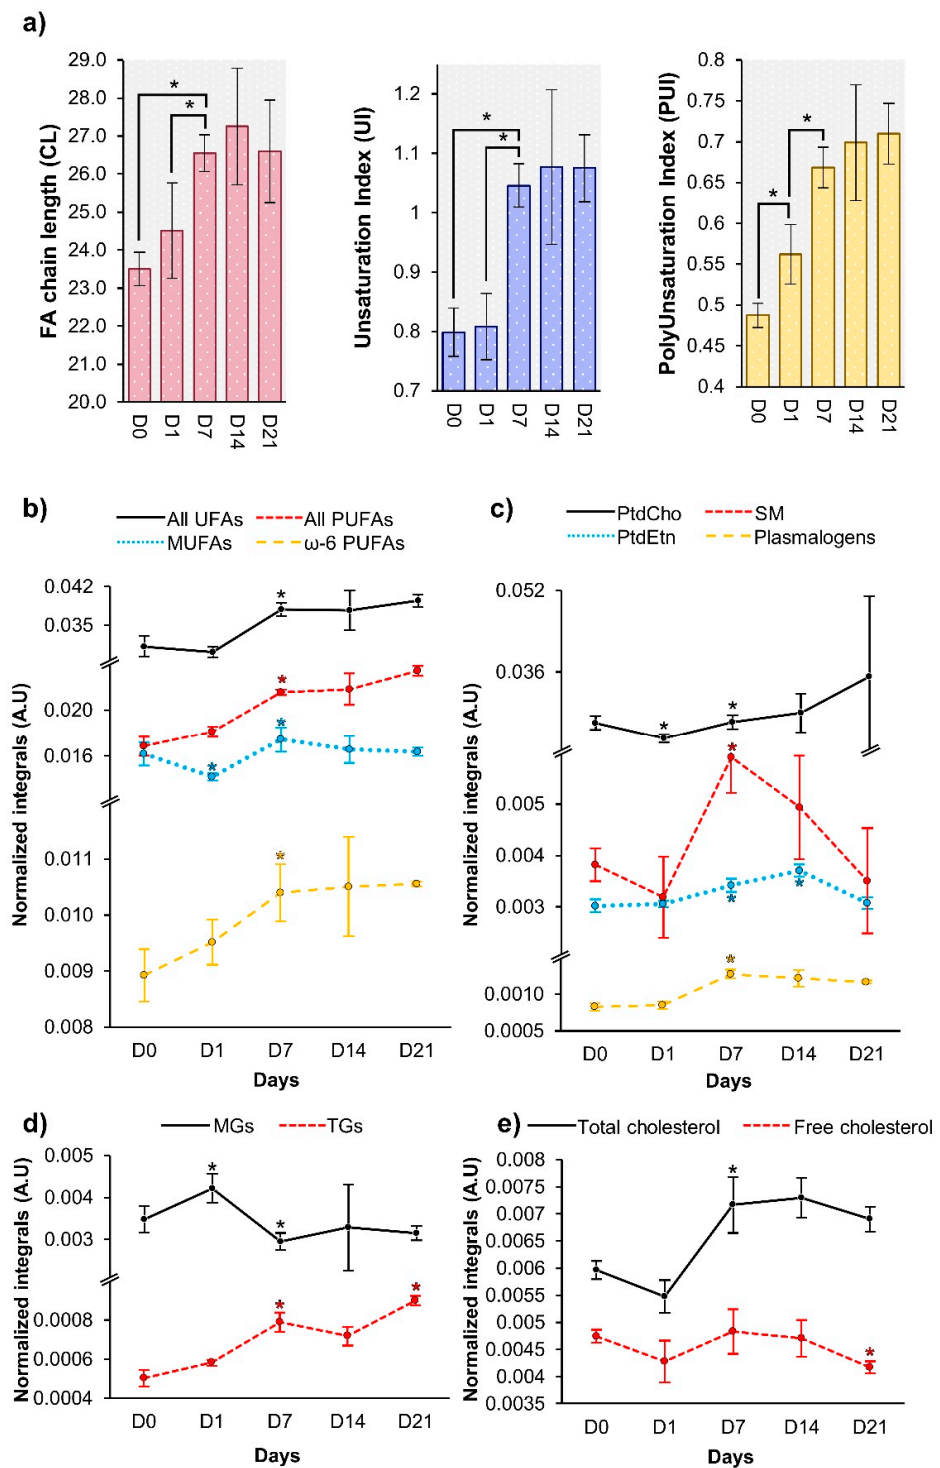 a)
FA chain length (CL)
29.0
28.0
27.0
26.0
25.0
24.0
23.0
22.0
21.0
20.0
*
*
D0
D1
D7
D14
D21
Unsaturation Index (UI)
1.2
1.1
1
0.9
0.8
0.7
*
*
D0
D1
D7
D14
D21
PolyUnsaturation Index (PUI)
0.8
0.75
0.7
0.65
0.6
0.55
0.5
0.45
0.4
*
*
D0
D1
D7
D14
D21
b)
All UFAs
All PUFAs
MUFAs
ω-6 PUFAs
Normalized integrals (A.U)
0.042
0.035
0.020
0.016
0.011
0.010
0.009
0.008
*
*
*
*
*
D0 D1 D7 D14 D21
Days
c)
PtdCho
SM
PtdEtn
Plasmalogens
Normalized integrals (A.U)
0.052
0.036
0.005
0.004
0.003
0.0010
0.0005
*
*
*
*
*
*
D0 D1 D7 D14 D21
Days
d)
MGs
TGs
Normalized integrals (A.U)
0.005
0.004
0.003
0.0008
0.0006
0.0004
*
*
*
*
D0 D1 D7 D14 D21
Days
e)
Total cholesterol
Free cholesterol
Normalized integrals (A.U)
0.008
0.0075
0.007
0.0065
0.006
0.0055
0.005
0.0045
0.004
0.0035
*
*
D0 D1 D7 D14 D21
Days